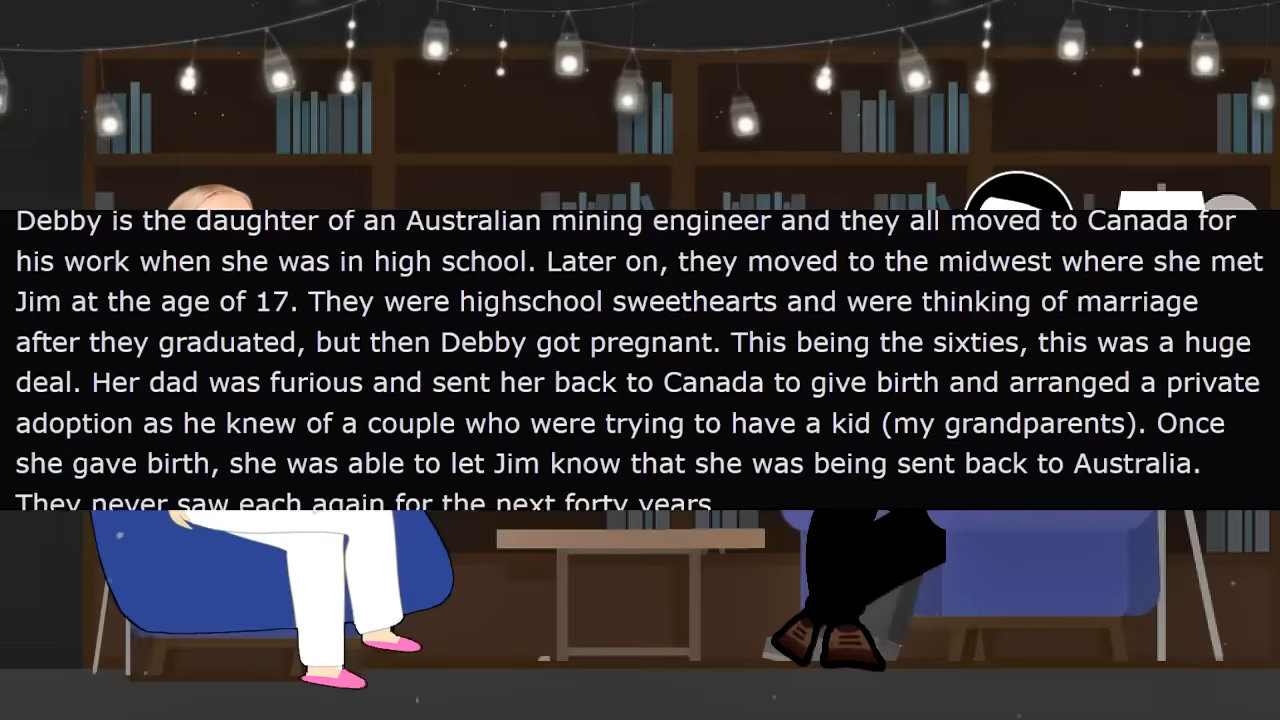 Debby is the daughter of an Australian mining engineer and they all moved to Canada for
his work when she was in high school. Later on, they moved to the midwest where she met
Jim at the age of 17. They were highschool sweethearts and were thinking of marriage
after they graduated, but then Debby got pregnant. This being the sixties, this was a huge
deal. Her dad was furious and sent her back to Canada to give birth and arranged a private
adoption as he knew of a couple who were trying to have a kid (my grandparents). Once
she gave birth, she was able to let Jim know that she was being sent back to Australia.
They never saw each again for the next forty years